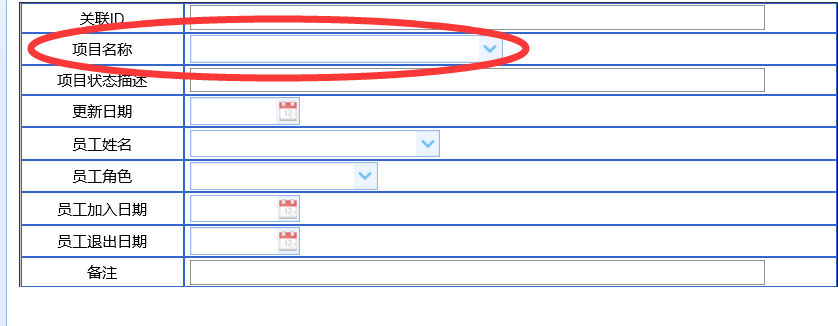 关联ID
项目名称
项目状态描述
更新日期
员工姓名
员工角色
员工加入日期
员工退出日期
备注